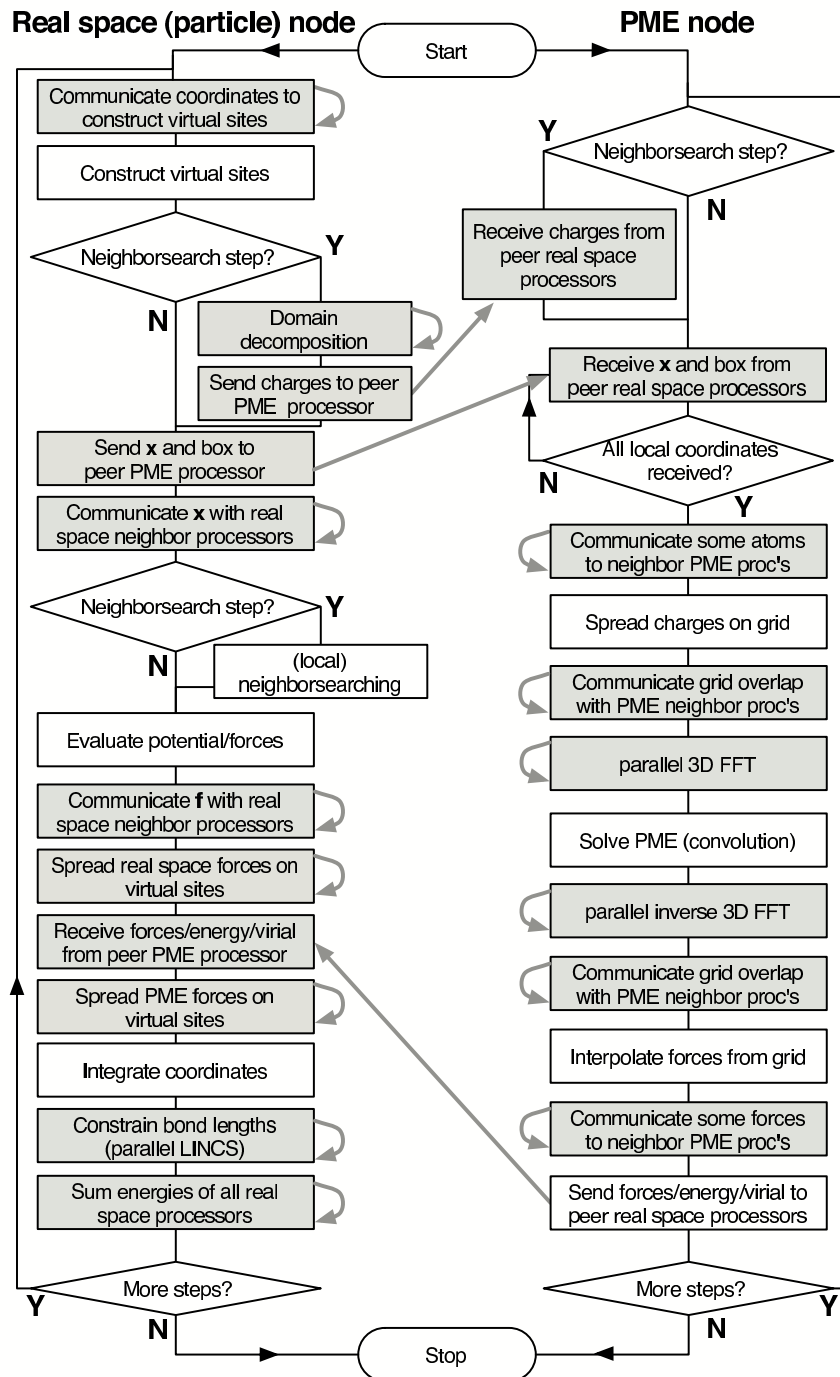 Real space (particle) node
PME node
Start
Communicate coordinates to
construct virtual sites
Construct virtual sites
Neighborsearch step?
Y
N
Domain
decomposition
Send charges to peer
PME processor
Send x and box to
peer PME processor
Communicate x with real
space neighbor processors
Neighborsearch step?
Y
N
(local)
neighborsearching
Evaluate potential/forces
Communicate f with real
space neighbor processors
Spread real space forces on
virtual sites
Receive forces/energy/virial
from peer PME processor
Spread PME forces on
virtual sites
Integrate coordinates
Constrain bond lengths
(parallel LINCS)
Sum energies of all real
space processors
More steps?
Y
N
Y
Neighborsearch step?
N
Receive charges from
peer real space
processors
Receive x and box from
peer real space processors
All local coordinates
received?
N
Y
Communicate some atoms
to neighbor PME proc's
Spread charges on grid
Communicate grid overlap
with PME neighbor proc's
parallel 3D FFT
Solve PME (convolution)
parallel inverse 3D FFT
Communicate grid overlap
with PME neighbor proc's
Interpolate forces from grid
Communicate some forces
to neighbor PME proc's
Send forces/energy/virial to
peer real space processors
More steps?
Y
N
Stop